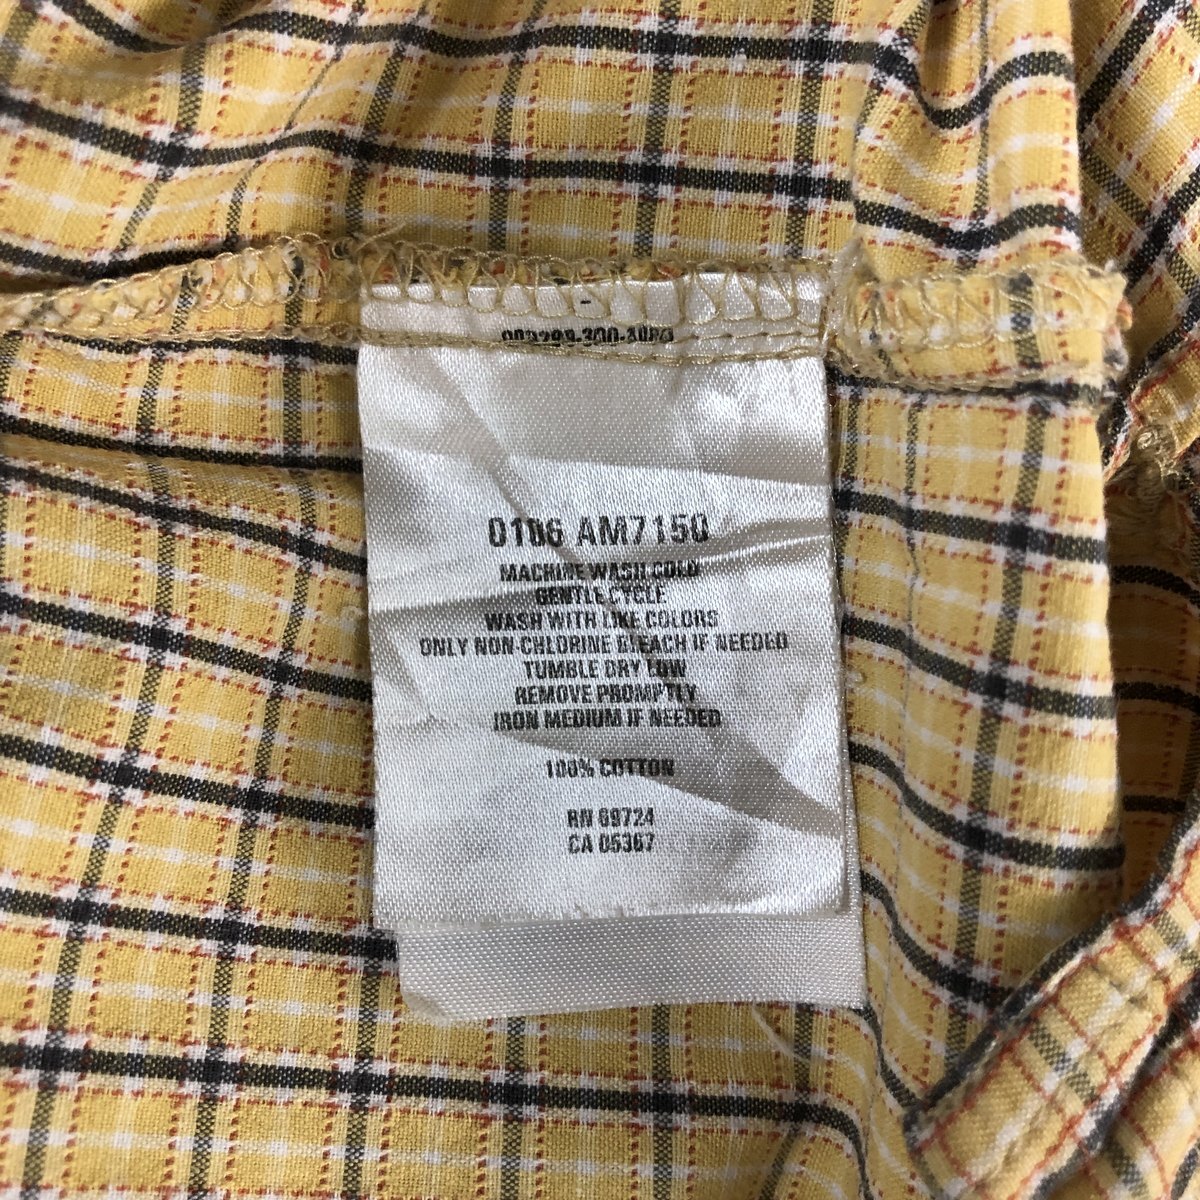 0106 AM7150
MACHINE WASH COLD
GENTLE CYCLE
WASH WITH LIKE COLORS
ONLY NON-CHLORINE BLEACH IF NEEDED
TUMBLE DRY LOW
REMOVE PROMPTLY
IRON MEDIUM IF NEEDED
100% COTTON
RN 69724
CA 05367